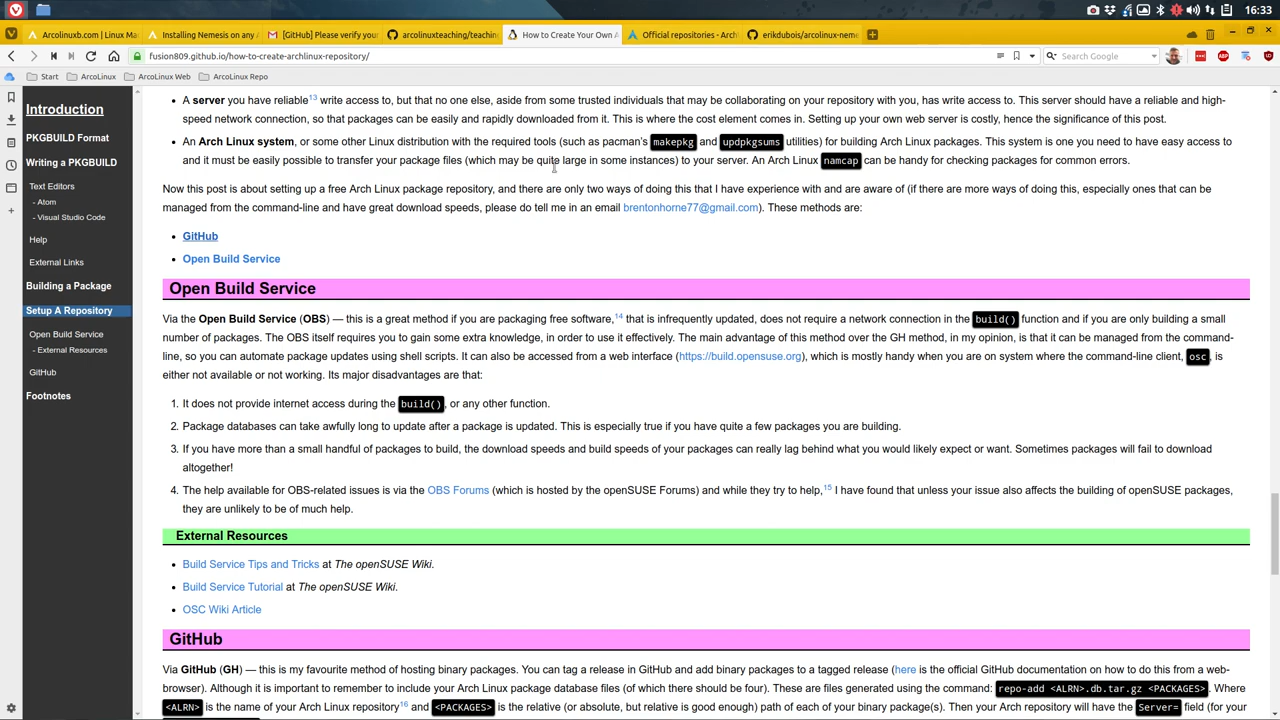 16:33
Arcolinuxb.com | Linux Ma
Installing Nemesis on any A
[GitHub] Please verify your
arcolinuxteaching/teaching
How to Create Your Own A
Official repositories - Arch
erikdubois/arcolinux-neme
fusion809.github.io/how-to-create-archlinux-repository/
Search Google
Start
ArcoLinux
ArcoLinux Web
ArcoLinux Repo
Introduction
PKGBUILD Format
Writing a PKGBUILD
Text Editors
- Atom
- Visual Studio Code
Help
External Links
Building a Package
Setup A Repository
Open Build Service
- External Resources
GitHub
Footnotes
• A server you have reliable13 write access to, but that no one else, aside from some trusted individuals that may be collaborating on your repository with you, has write access to. This server should have a reliable and high-
speed network connection, so that packages can be easily and rapidly downloaded from it. This is where the cost element comes in. Setting up your own web server is costly, hence the significance of this post.
• An Arch Linux system, or some other Linux distribution with the required tools (such as pacman's makepkg and updpkgsums utilities) for building Arch Linux packages. This system is one you need to have easy access to
and it must be easily possible to transfer your package files (which may be quite large in some instances) to your server. An Arch Linux namcap can be handy for checking packages for common errors.
Now this post is about setting up a free Arch Linux package repository, and there are only two ways of doing this that I have experience with and are aware of (if there are more ways of doing this, especially ones that can be
managed from the command-line and have great download speeds, please do tell me in an email brentonhorne77@gmail.com). These methods are:
• GitHub
• Open Build Service
Open Build Service
Via the Open Build Service (OBS) — this is a great method if you are packaging free software,14 that is infrequently updated, does not require a network connection in the build() function and if you are only building a small
number of packages. The OBS itself requires you to gain some extra knowledge, in order to use it effectively. The main advantage of this method over the GH method, in my opinion, is that it can be managed from the command-
line, so you can automate package updates using shell scripts. It can also be accessed from a web interface (https://build.opensuse.org), which is mostly handy when you are on system where the command-line client, osc, is
either not available or not working. Its major disadvantages are that:
1. It does not provide internet access during the build(), or any other function.
2. Package databases can take awfully long to update after a package is updated. This is especially true if you have quite a few packages you are building.
3. If you have more than a small handful of packages to build, the download speeds and build speeds of your packages can really lag behind what you would likely expect or want. Sometimes packages will fail to download
altogether!
4. The help available for OBS-related issues is via the OBS Forums (which is hosted by the openSUSE Forums) and while they try to help,15 I have found that unless your issue also affects the building of openSUSE packages,
they are unlikely to be of much help.
External Resources
• Build Service Tips and Tricks at The openSUSE Wiki.
• Build Service Tutorial at The openSUSE Wiki.
• OSC Wiki Article
GitHub
Via GitHub (GH) — this is my favourite method of hosting binary packages. You can tag a release in GitHub and add binary packages to a tagged release (here is the official GitHub documentation on how to do this from a web-
browser). Although it is important to remember to include your Arch Linux package database files (of which there should be four). These are files generated using the command: repo-add <ALRN>.db.tar.gz <PACKAGES>. Where
<ALRN> is the name of your Arch Linux repository16 and <PACKAGES> is the relative (or absolute, but relative is good enough) path of each of your binary package(s). Then your Arch repository will have the Server= field (for your